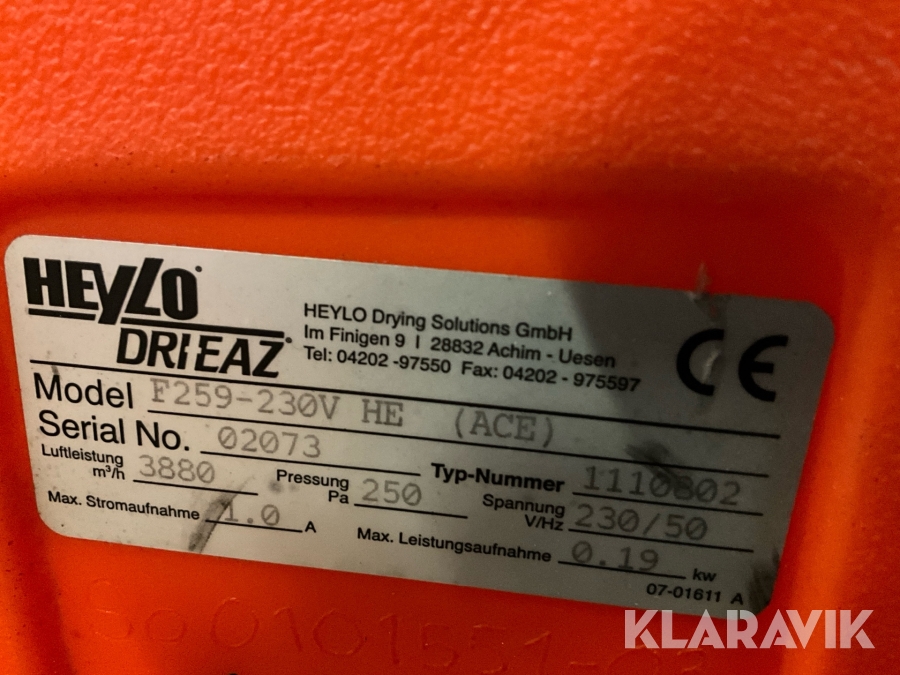 HEYLO
DRIEAZ
HEYLO Drying Solutions GmbH
Im Finigen 9 I 28832 Achim - Uesen
Tel: 04202 -97550 Fax: 04202 - 975597
CE
Model F259-230V HE (ACE)
Serial No. 02073
Typ-Nummer 1110802
Luftleistung m³/h 3880
Pressung Pa 250
Spannung V/Hz 230/50
Max. Stromaufnahme 1.0 A
Max. Leistungsaufnahme 0.19 kw
07-01611 A
KLARAVIK